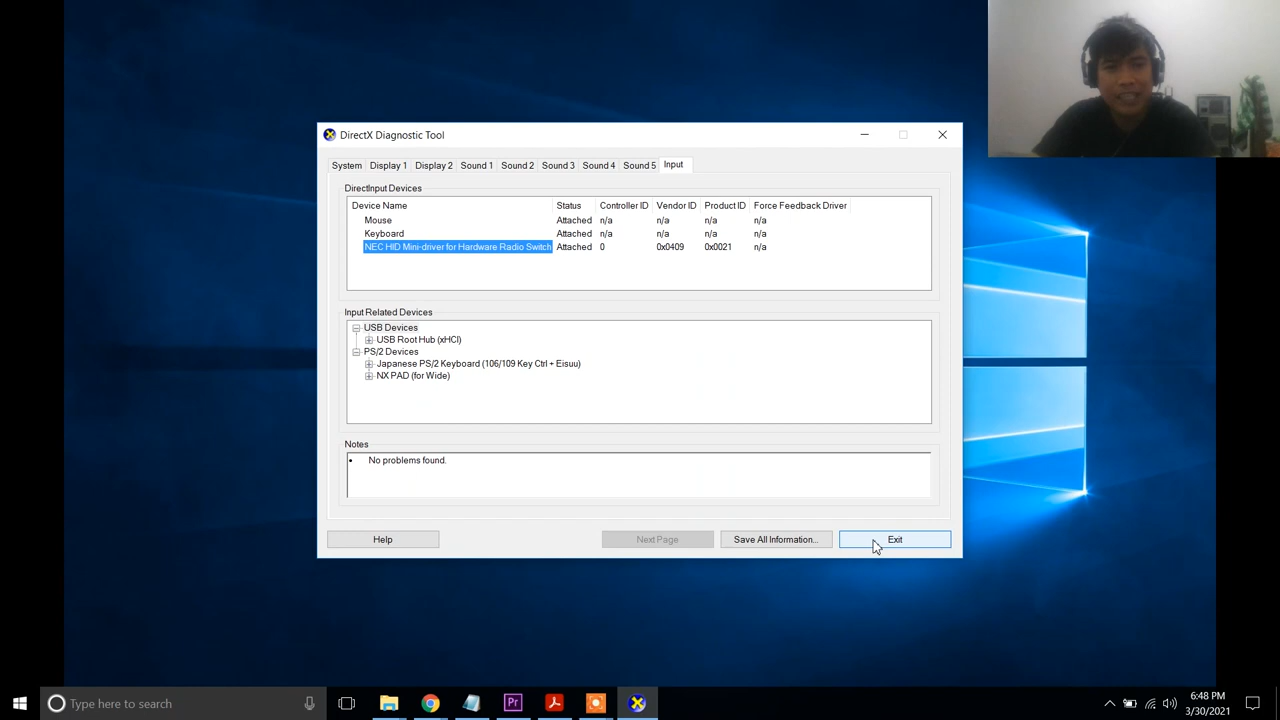 DirectX Diagnostic Tool
System Display 1 Display 2 Sound 1 Sound 2 Sound 3 Sound 4 Sound 5 Input
DirectInput Devices
Device Name Status Controller ID Vendor ID Product ID Force Feedback Driver
Mouse Attached n/a n/a n/a n/a
Keyboard Attached n/a n/a n/a n/a
NEC HID Mini-driver for Hardware Radio Switch Attached 0 0x0409 0x0021 n/a
Input Related Devices
USB Devices
USB Root Hub (xHCI)
PS/2 Devices
Japanese PS/2 Keyboard (106/109 Key Ctrl + Eisuu)
NX PAD (for Wide)
Notes
• No problems found.
Help Next Page Save All Information... Exit
Type here to search Pr 6:48 PM
3/30/2021